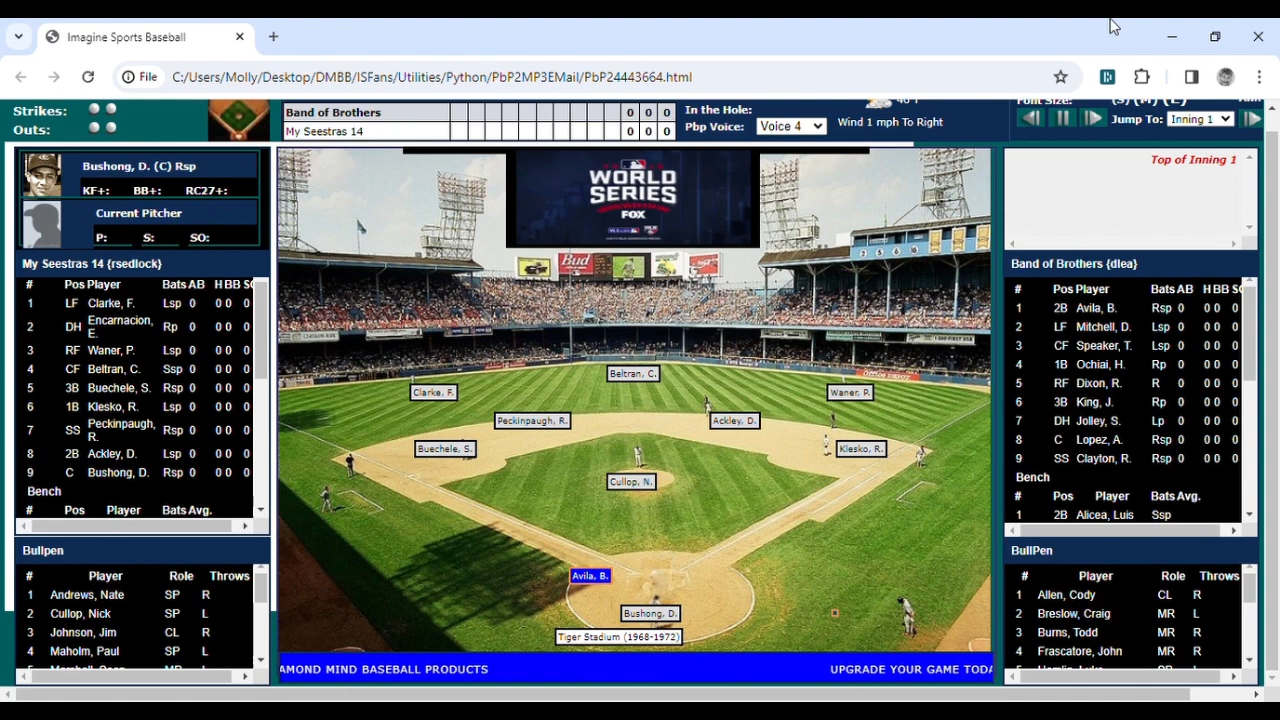 Imagine Sports Baseball
File
C:/Users/Molly/Desktop/DMBB/ISFans/Utilities/Python/PbP2MP3EMail/PbP24443664.html
Strikes:
Outs:
Band of Brothers 0 0 0
My Seestras 14 0 0 0
In the Hole:
Pbp Voice: Voice 4
Wind 1 mph To Right
Font Size: (S) (M) (L)
Jump To: Inning 1
Bushong, D. (C) Rsp
KF+: BB+: RC27+:
Current Pitcher
P: S: SO:
My Seestras 14 {rsedlock}
# Pos Player Bats AB H BB SO
1 LF Clarke, F. Lsp 0 0 0 0
2 DH Encarnacion, E. Rp 0 0 0 0
3 RF Waner, P. Lsp 0 0 0 0
4 CF Beltran, C. Ssp 0 0 0 0
5 3B Buechele, S. Rsp 0 0 0 0
6 1B Klesko, R. Lsp 0 0 0 0
7 SS Peckinpaugh, R. Rsp 0 0 0 0
8 2B Ackley, D. Lsp 0 0 0 0
9 C Bushong, D. Rsp 0 0 0 0
Bench
# Pos Player Bats Avg.
Bullpen
# Player Role Throws
1 Andrews, Nate SP R
2 Cullop, Nick SP L
3 Johnson, Jim CL R
4 Maholm, Paul SP L
WORLD
SERIES
FOX
Bud
Beltran, C.
Clarke, F.
Waner, P.
Peckinpaugh, R.
Ackley, D.
Buechele, S.
Klesko, R.
Cullop, N.
Avila, B.
Bushong, D.
Tiger Stadium (1968-1972)
AMOND MIND BASEBALL PRODUCTS
UPGRADE YOUR GAME TODA
Top of Inning 1
Band of Brothers {dlea}
# Pos Player Bats AB H BB SO
1 2B Avila, B. Rsp 0 0 0 0
2 LF Mitchell, D. Lsp 0 0 0 0
3 CF Speaker, T. Lsp 0 0 0 0
4 1B Ochiai, H. Rp 0 0 0 0
5 RF Dixon, R. R 0 0 0 0
6 3B King, J. Rp 0 0 0 0
7 DH Jolley, S. Lp 0 0 0 0
8 C Lopez, A. Rsp 0 0 0 0
9 SS Clayton, R. Rsp 0 0 0 0
Bench
# Pos Player Bats Avg.
1 2B Alicea, Luis Ssp
BullPen
# Player Role Throws
1 Allen, Cody CL R
2 Breslow, Craig MR L
3 Burns, Todd MR R
4 Frascatore, John MR R